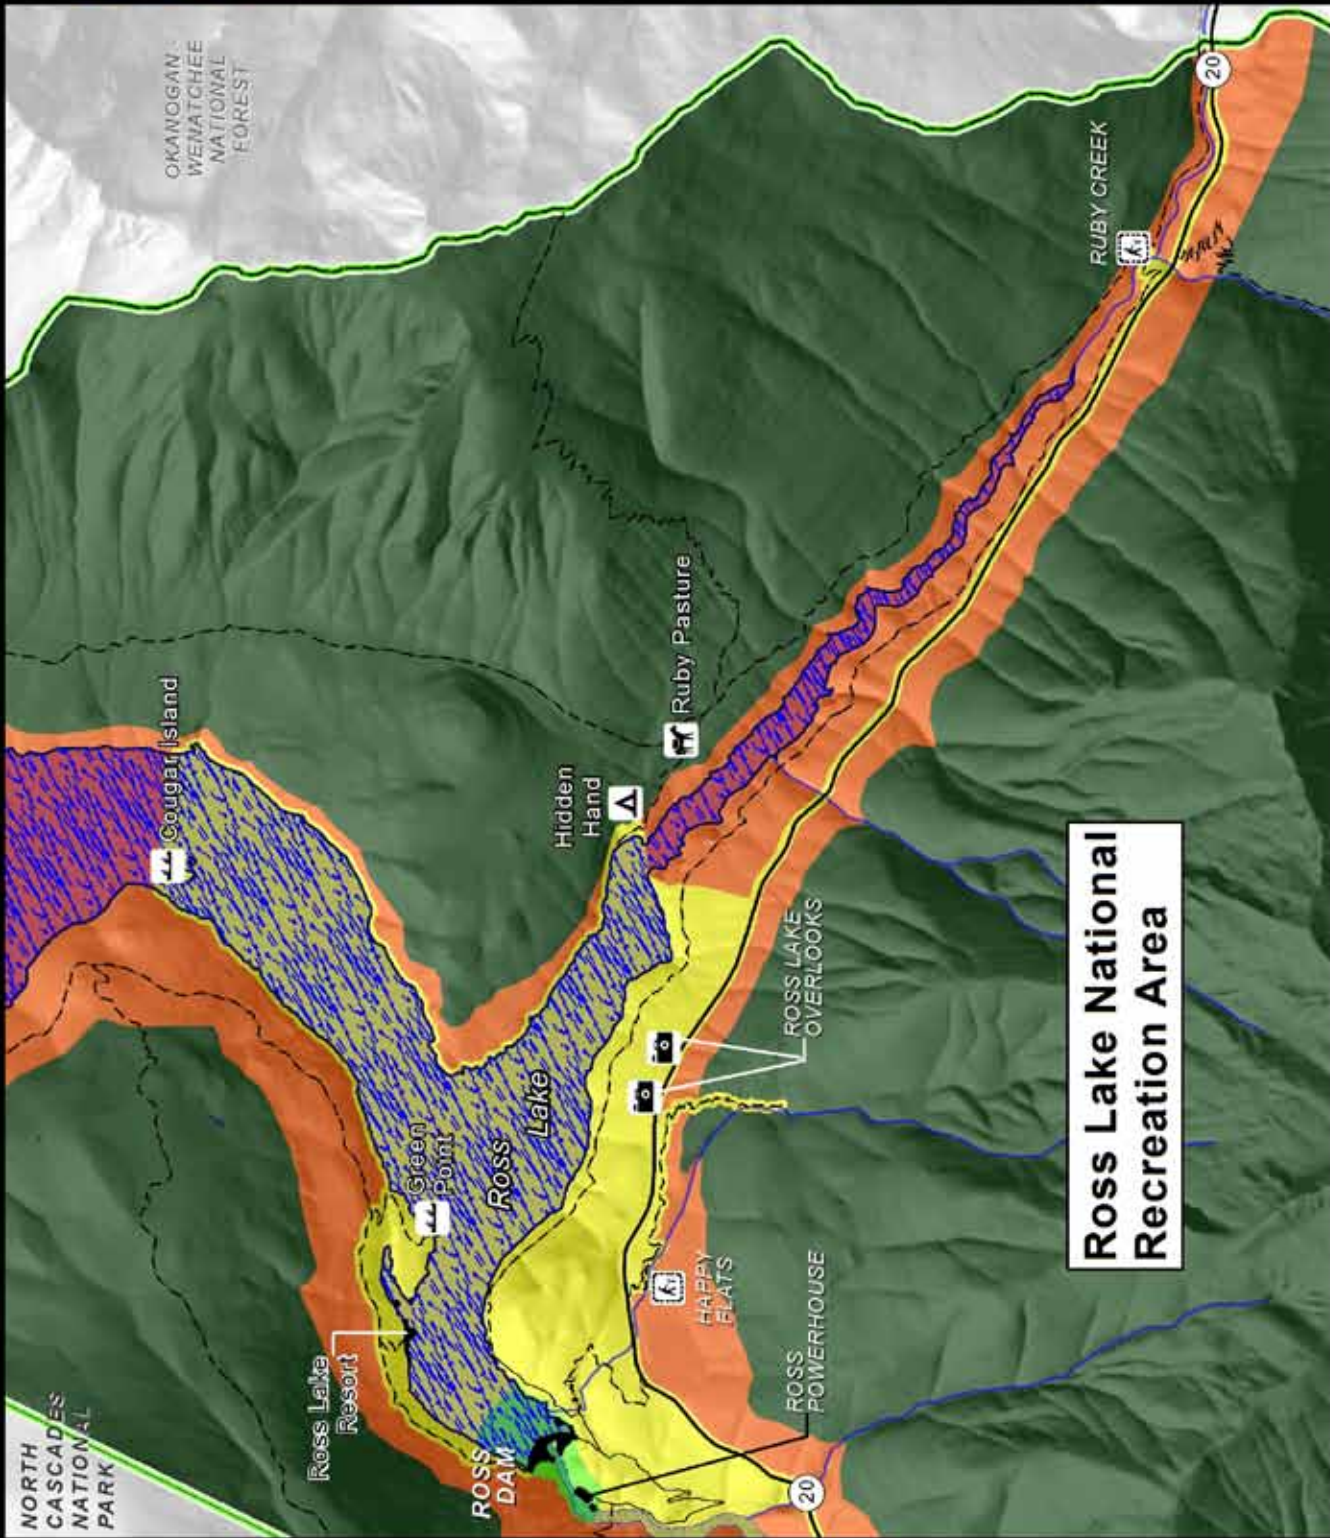 NORTH
CASCADES
NATIONAL
PARK
Ross Lake
Resort
ROSS
DAM
Green
Point
Ross
Lake
Cougar Island
OKANOGAN
WENATCHEE
NATIONAL
FOREST
Hidden
Hand
Ruby Pasture
HAPPY
FLATS
ROSS
POWERHOUSE
20
ROSS LAKE
OVERLOOKS
RUBY CREEK
20
Ross Lake National
Recreation Area